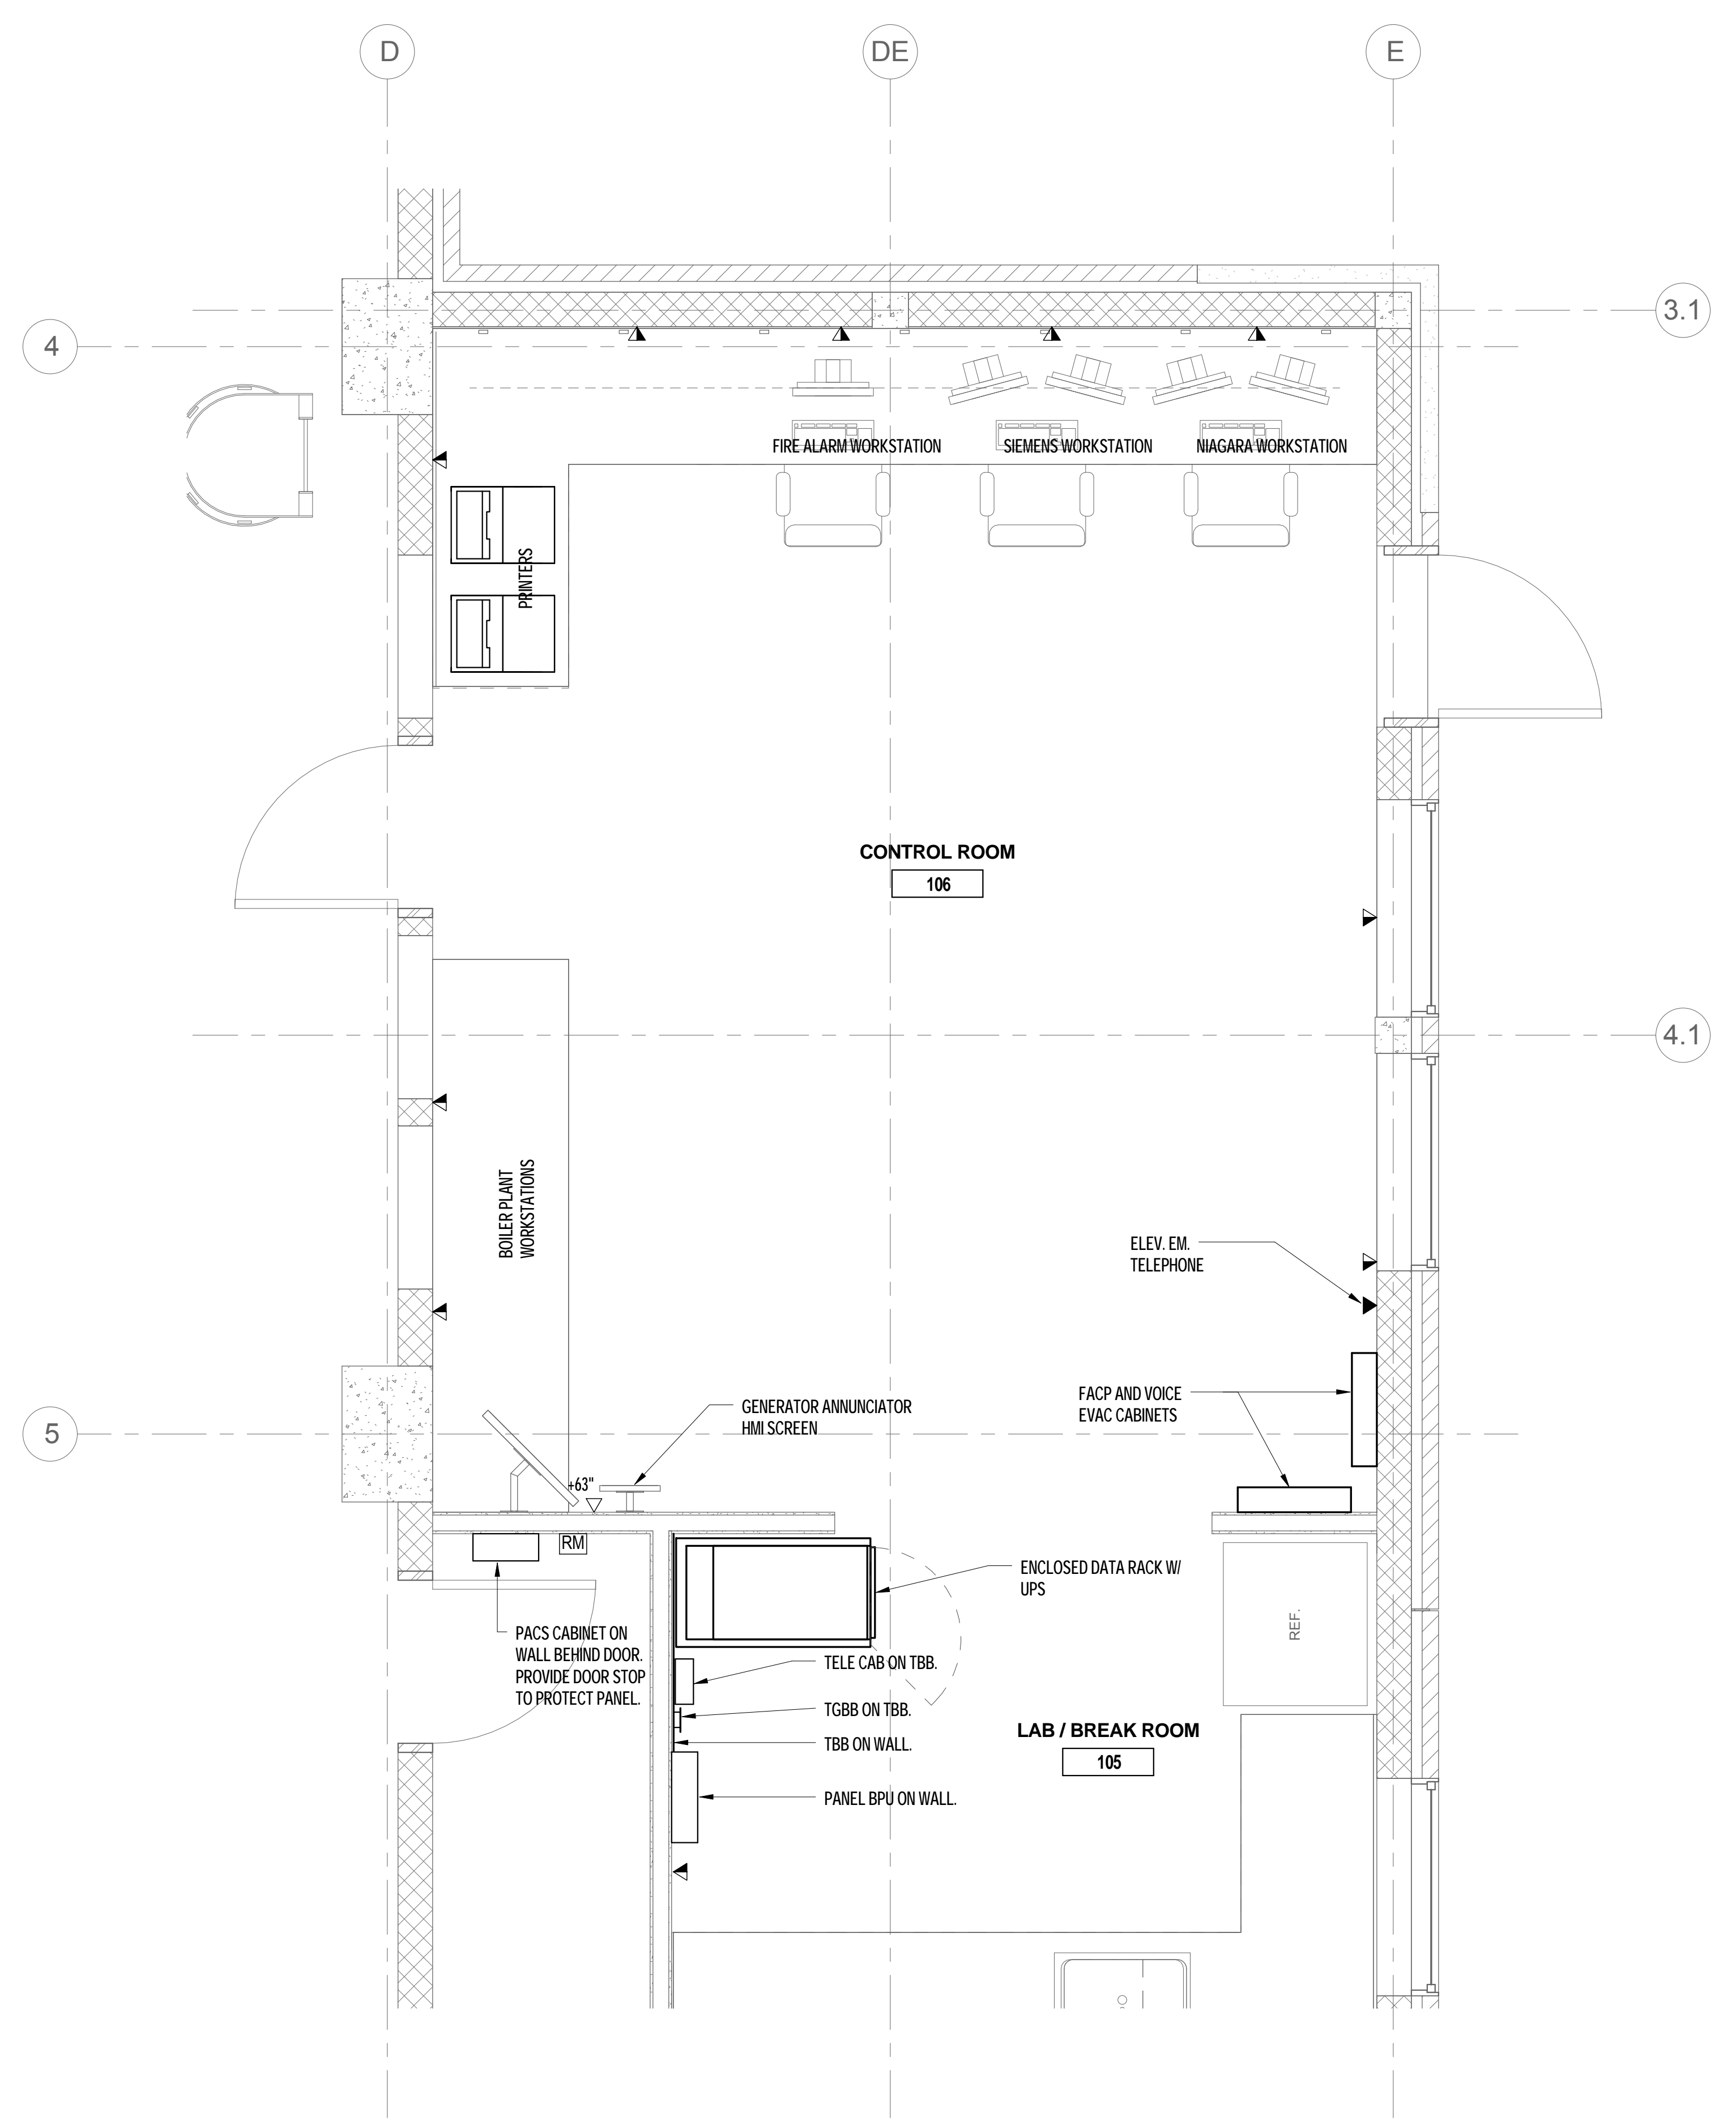 D
DE
E
3.1
4
FIRE ALARM WORKSTATION
SIEMENS WORKSTATION
NIAGARA WORKSTATION
PRINTERS
CONTROL ROOM
106
4.1
BOILER PLANT
WORKSTATIONS
ELEV. EM.
TELEPHONE
FACP AND VOICE
EVAC CABINETS
GENERATOR ANNUNCIATOR
HMI SCREEN
5
+63"
RM
ENCLOSED DATA RACK W/
UPS
REF.
PACS CABINET ON
WALL BEHIND DOOR.
PROVIDE DOOR STOP
TO PROTECT PANEL.
TELE CAB ON TBB.
TGBB ON TBB.
TBB ON WALL.
PANEL BPU ON WALL.
LAB / BREAK ROOM
105